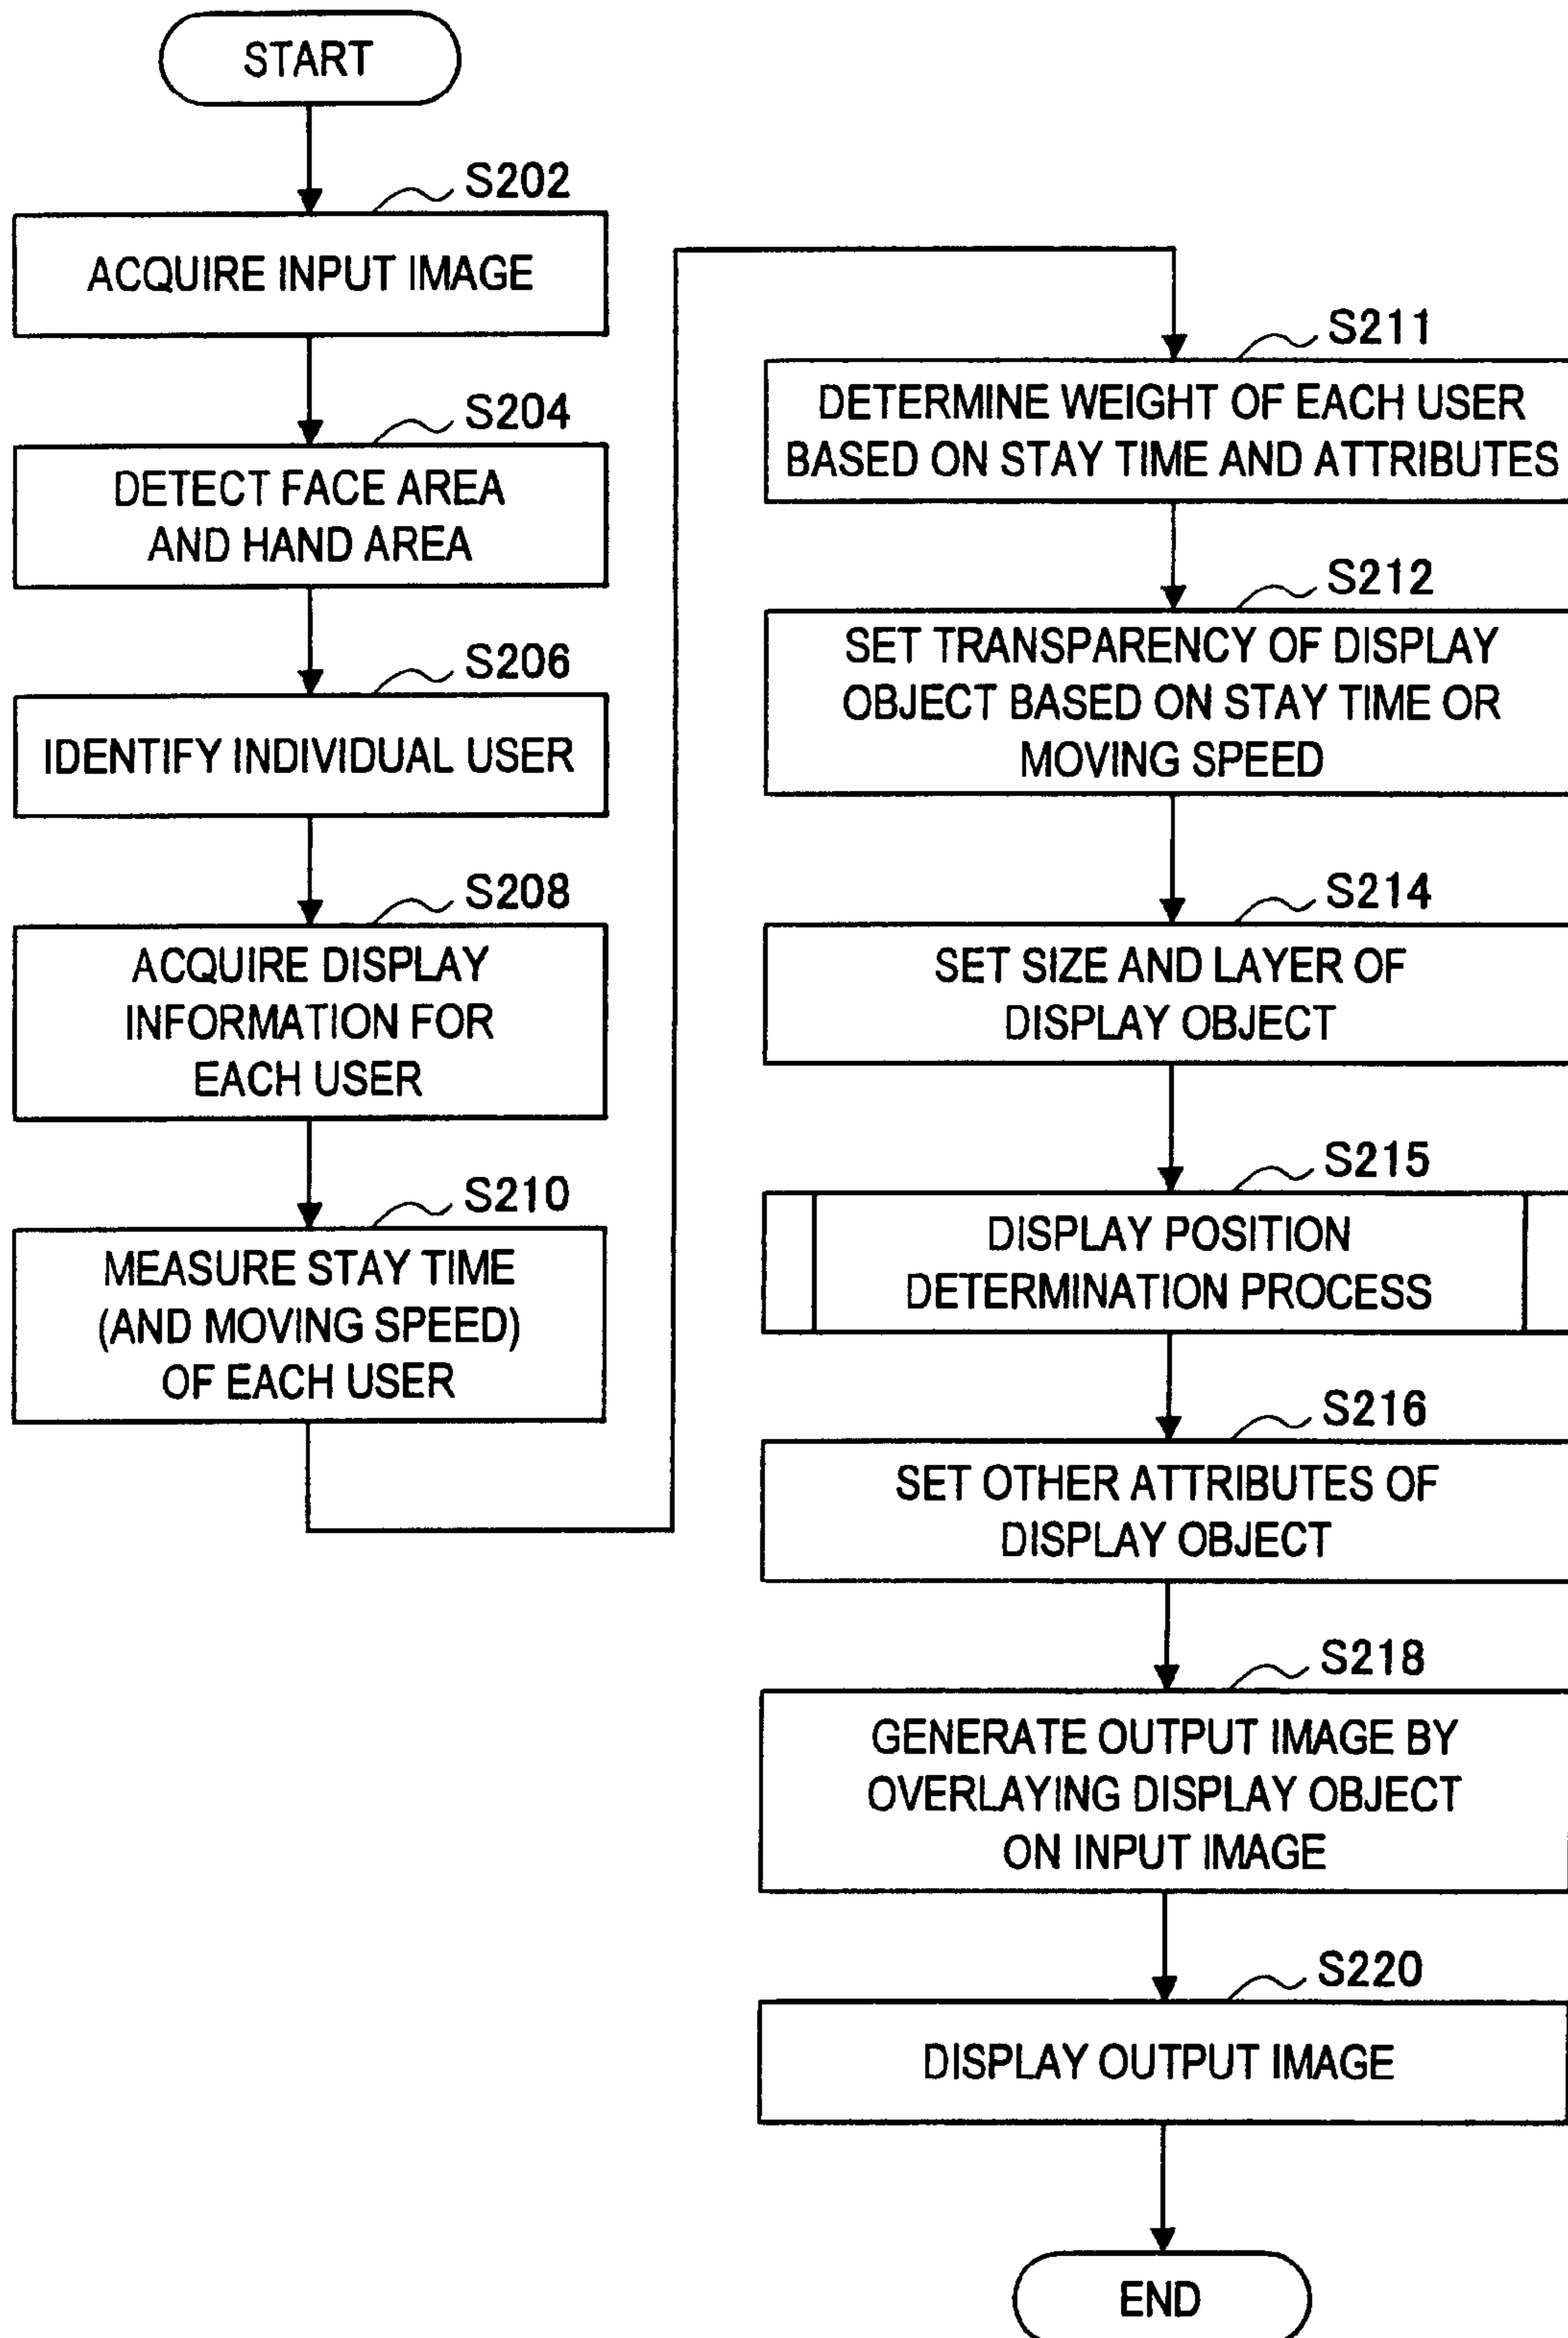 START
S202
ACQUIRE INPUT IMAGE
S204
DETECT FACE AREA
AND HAND AREA
S206
IDENTIFY INDIVIDUAL USER
S208
ACQUIRE DISPLAY
INFORMATION FOR
EACH USER
S210
MEASURE STAY TIME
(AND MOVING SPEED)
OF EACH USER
S211
DETERMINE WEIGHT OF EACH USER
BASED ON STAY TIME AND ATTRIBUTES
S212
SET TRANSPARENCY OF DISPLAY
OBJECT BASED ON STAY TIME OR
MOVING SPEED
S214
SET SIZE AND LAYER OF
DISPLAY OBJECT
S215
DISPLAY POSITION
DETERMINATION PROCESS
S216
SET OTHER ATTRIBUTES OF
DISPLAY OBJECT
S218
GENERATE OUTPUT IMAGE BY
OVERLAYING DISPLAY OBJECT
ON INPUT IMAGE
S220
DISPLAY OUTPUT IMAGE
END